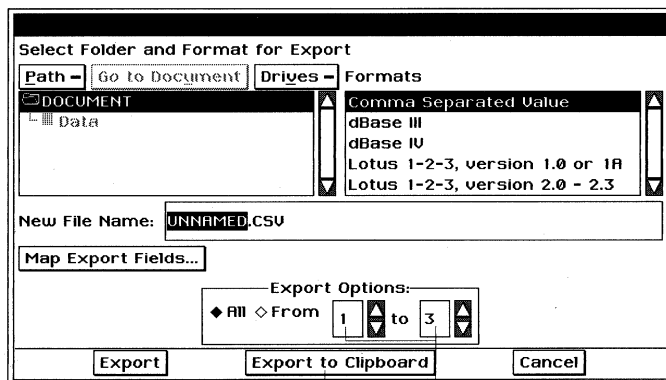 Select Folder and Format for Export
Path Go to Document Drives Formats
DOCUMENT
Data
Comma Separated Value
dBase III
dBase IV
Lotus 1-2-3, version 1.0 or 1A
Lotus 1-2-3, version 2.0 - 2.3
New File Name: UNNAMED.CSV
Map Export Fields...
Export Options:
All From 1 to 3
Export Export to Clipboard Cancel